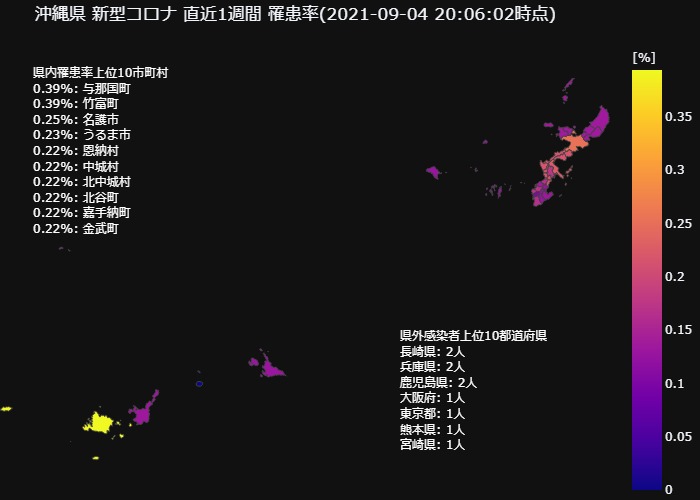 沖縄県 新型コロナ 直近1週間 罹患率(2021-09-04 20:06:02時点)
[%]
県内罹患率上位10市町村
0.39%: 与那国町
0.39%: 竹富町
0.25%: 名護市
0.23%: うるま市
0.22%: 恩納村
0.22%: 中城村
0.22%: 北中城村
0.22%: 北谷町
0.22%: 嘉手納町
0.22%: 金武町
0.35
0.3
0.25
0.2
0.15
0.1
0.05
0
県外感染者上位10都道府県
長崎県: 2人
兵庫県: 2人
鹿児島県: 2人
大阪府: 1人
東京都: 1人
熊本県: 1人
宮崎県: 1人